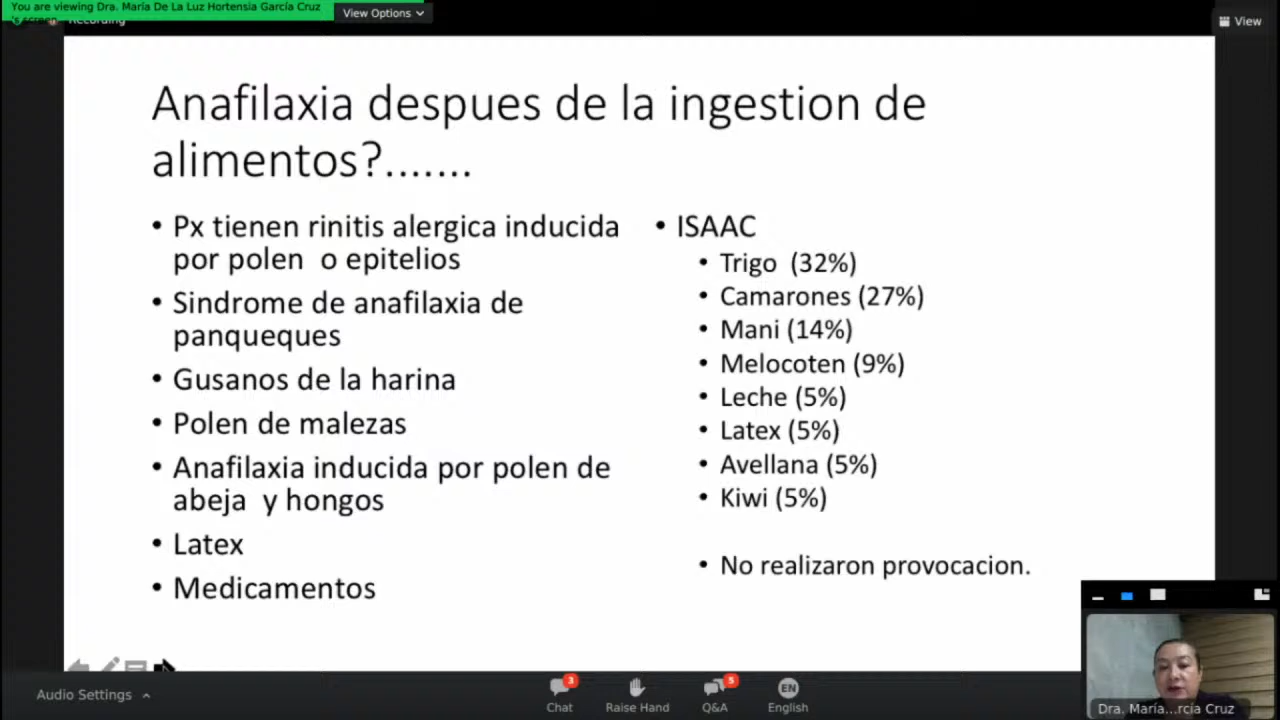 You are viewing Dra. María De La Luz Hortensia García Cruz
's screen
View Options
Recording
View
Anafilaxia despues de la ingestion de
alimentos?.......
• Px tienen rinitis alergica inducida
por polen o epitelios
• Sindrome de anafilaxia de
panqueques
• Gusanos de la harina
• Polen de malezas
• Anafilaxia inducida por polen de
abeja y hongos
• Latex
• Medicamentos
• ISAAC
• Trigo (32%)
• Camarones (27%)
• Mani (14%)
• Melocoten (9%)
• Leche (5%)
• Latex (5%)
• Avellana (5%)
• Kiwi (5%)
• No realizaron provocacion.
Dra. María...rcía Cruz
Audio Settings
3
Chat
Raise Hand
5
Q&A
EN
English